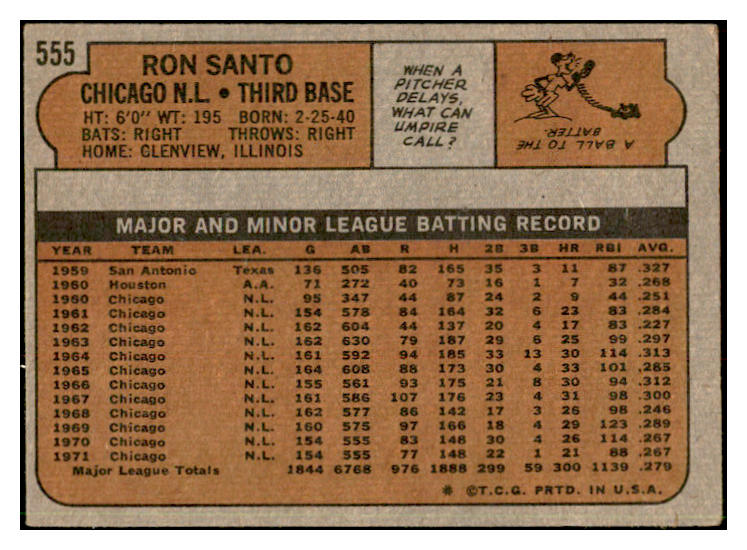 555
RON SANTO
CHICAGO N.L. • THIRD BASE
HT: 6'0" WT: 195 BORN: 2-25-40
BATS: RIGHT THROWS: RIGHT
HOME: GLENVIEW, ILLINOIS
WHEN A
PITCHER
DELAYS,
WHAT CAN
UMPIRE
CALL?
A BALL TO THE
BATTER.
MAJOR AND MINOR LEAGUE BATTING RECORD
YEAR TEAM LEA. G AB R H 2B 3B HR RBI AVG.
1959 San Antonio Texas 136 505 82 165 35 3 11 87 .327
1960 Houston A.A. 71 272 40 73 16 1 7 32 .268
1960 Chicago N.L. 95 347 44 87 24 2 9 44 .251
1961 Chicago N.L. 154 578 84 164 32 6 23 83 .284
1962 Chicago N.L. 162 604 44 137 20 4 17 83 .227
1963 Chicago N.L. 162 630 79 187 29 6 25 99 .297
1964 Chicago N.L. 161 592 94 185 33 13 30 114 .313
1965 Chicago N.L. 164 608 88 173 30 4 33 101 .285
1966 Chicago N.L. 155 561 93 175 21 8 30 94 .312
1967 Chicago N.L. 161 586 107 176 23 4 31 98 .300
1968 Chicago N.L. 162 577 86 142 17 3 26 98 .246
1969 Chicago N.L. 160 575 97 166 18 4 29 123 .289
1970 Chicago N.L. 154 555 83 148 30 4 26 114 .267
1971 Chicago N.L. 154 555 77 148 22 1 21 88 .267
Major League Totals 1844 6768 976 1888 299 59 300 1139 .279
* ©T.C.G. PRTD. IN U.S.A.